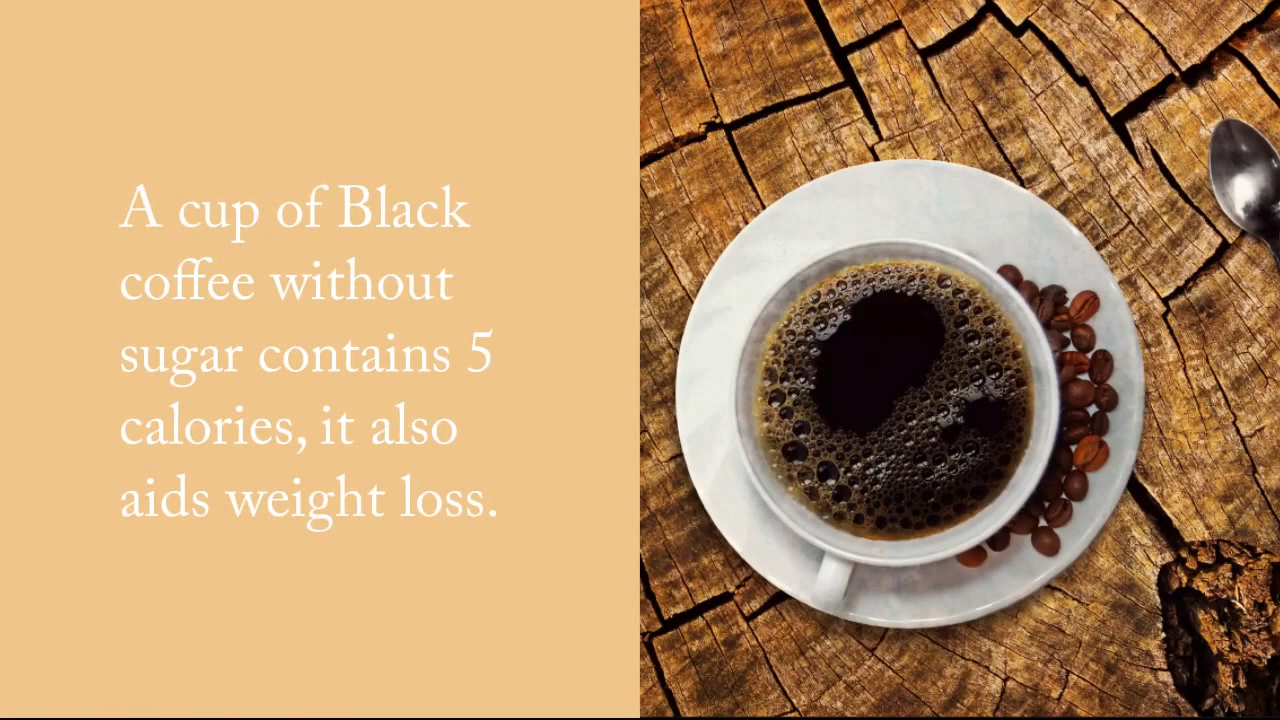 A cup of Black
coffee without
sugar contains 5
calories, it also
aids weight loss.